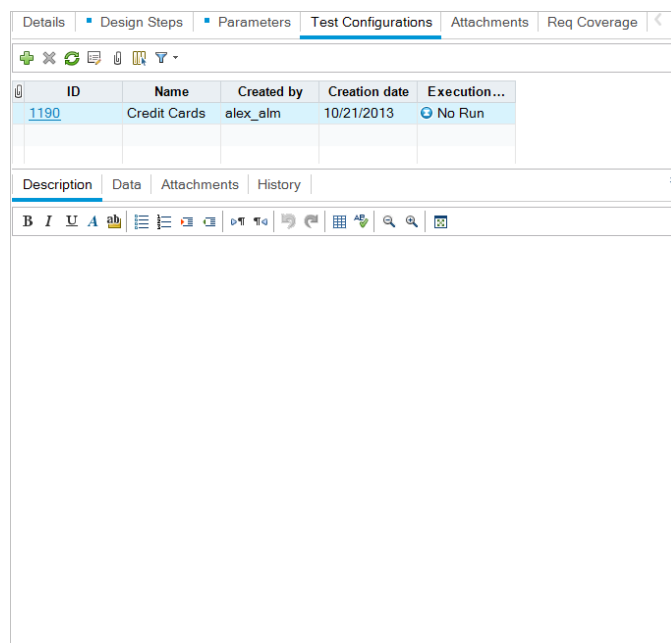 Details Design Steps Parameters Test Configurations Attachments Req Coverage
ID Name Created by Creation date Execution...
1190 Credit Cards alex_alm 10/21/2013 No Run
Description Data Attachments History
B I U A ab